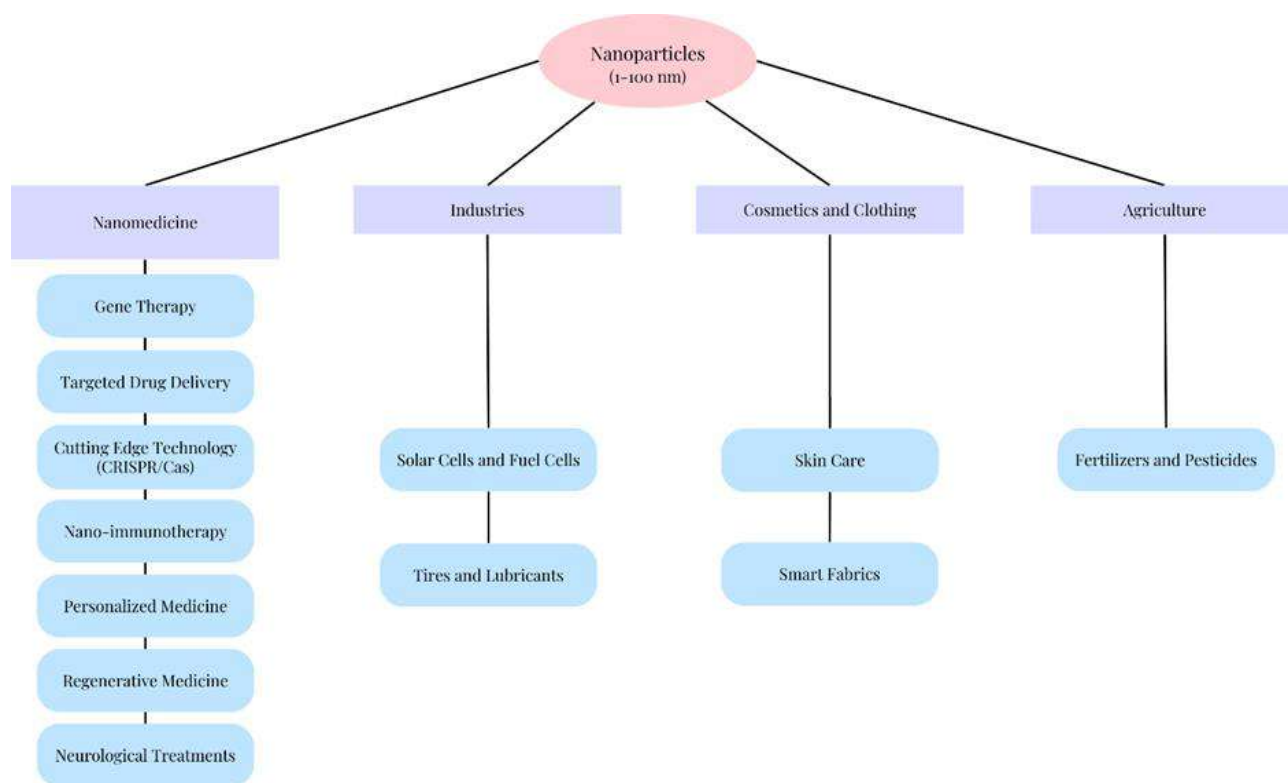 Nanoparticles
(1-100 nm)
Nanomedicine
Industries
Cosmetics and Clothing
Agriculture
Gene Therapy
Targeted Drug Delivery
Cutting Edge Technology
(CRISPR/Cas)
Nano-immunotherapy
Personalized Medicine
Regenerative Medicine
Neurological Treatments
Solar Cells and Fuel Cells
Tires and Lubricants
Skin Care
Smart Fabrics
Fertilizers and Pesticides